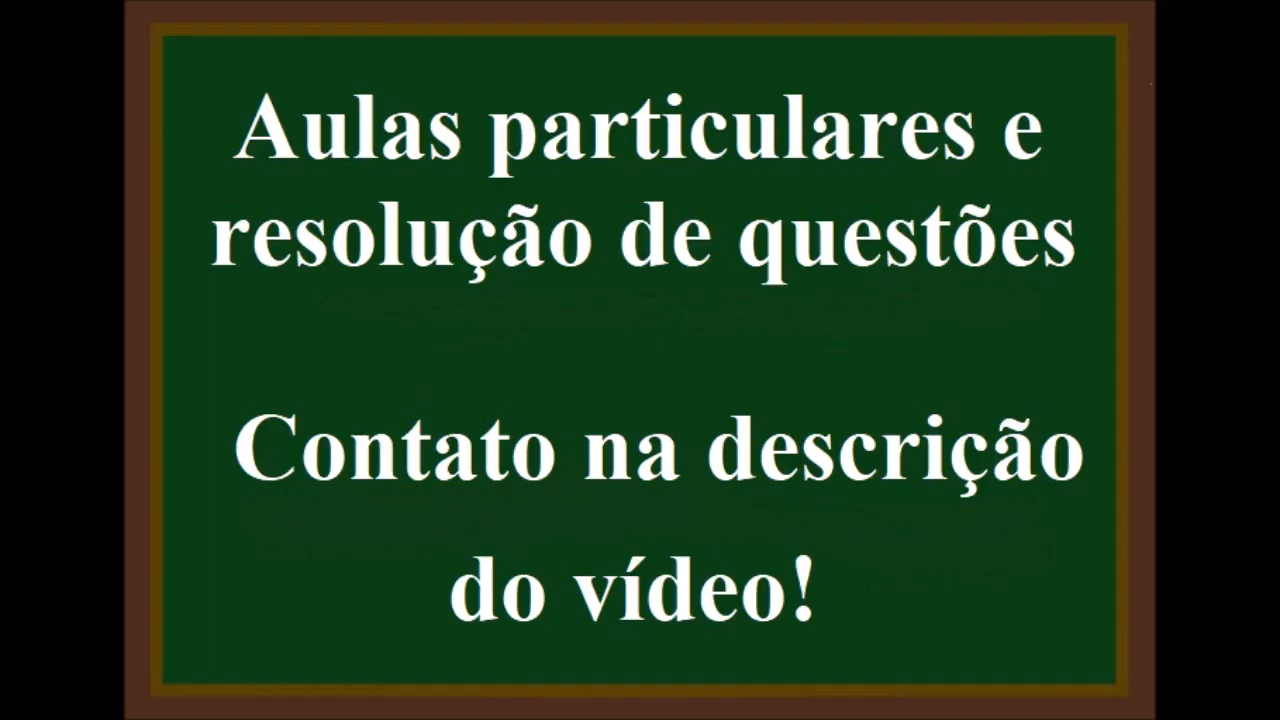 Aulas particulares e
resolução de questões
Contato na descrição
do vídeo!